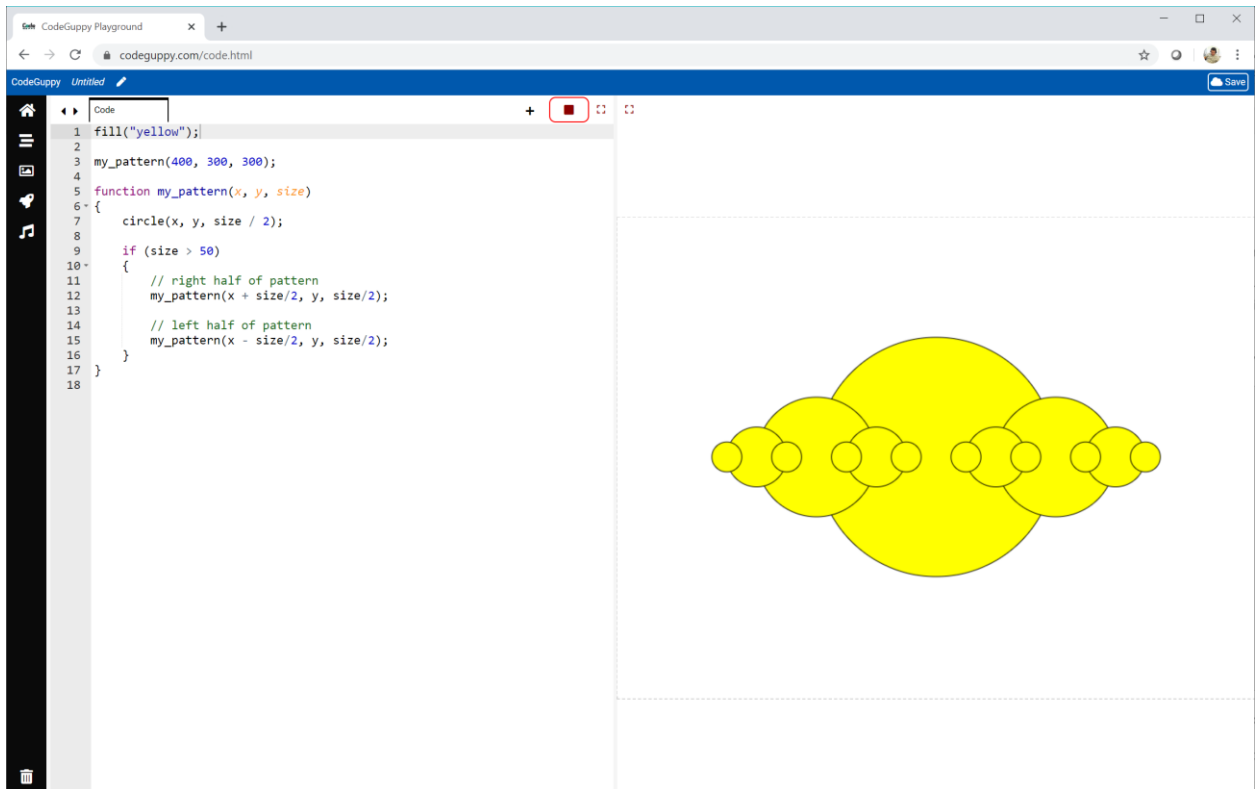 Code CodeGuppy Playground
codeguppy.com/code.html
CodeGuppy Untitled Save
Code
1 fill("yellow");
2
3 my_pattern(400, 300, 300);
4
5 function my_pattern(x, y, size)
6 {
7 circle(x, y, size / 2);
8
9 if (size > 50)
10 {
11 // right half of pattern
12 my_pattern(x + size/2, y, size/2);
13
14 // left half of pattern
15 my_pattern(x - size/2, y, size/2);
16 }
17 }
18